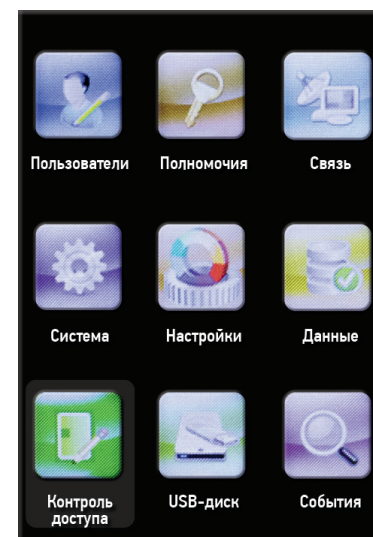 Пользователи
Полномочия
Связь
Система
Настройки
Данные
Контроль
доступа
USB-диск
События